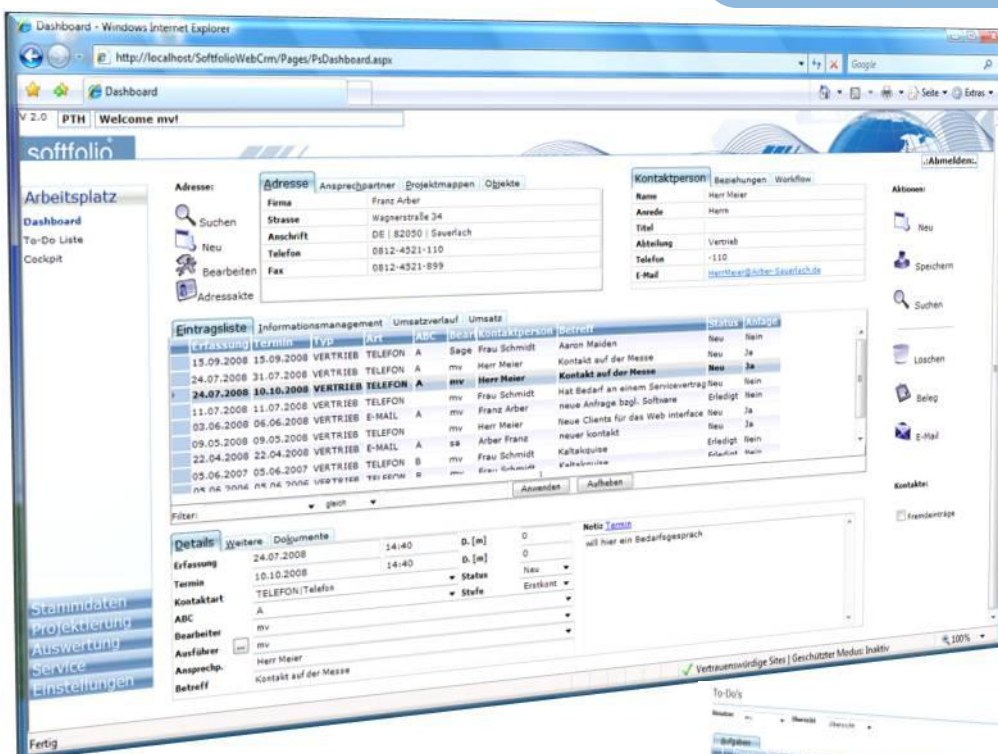 Dashboard - Windows Internet Explorer
http://localhost/SoftfolioWebCrm/Pages/PsDashboard.aspx
Google
Dashboard
Seite
Extras
V 2.0 PTH Welcome mv!
softfolio
.:Abmelden:.
Arbeitsplatz
Dashboard
To-Do Liste
Cockpit
Stammdaten
Projektierung
Auswertung
Service
Einstellungen
Adresse:
Suchen
Neu
Bearbeiten
Adressakte
Adresse Ansprechpartner Projektmappen Objekte
Firma Franz Arber
Strasse Wagnerstraße 34
Anschrift DE | 82050 | Sauerlach
Telefon 0812-4521-110
Fax 0812-4521-899
Kontaktperson Beziehungen Workflow
Name Herr Meier
Anrede Herrn
Titel
Abteilung Vertrieb
Telefon -110
E-Mail HerrMeier@Arber-Sauerlach.de
Aktionen:
Neu
Speichern
Suchen
Löschen
Beleg
E-Mail
Kontakte:
Fremdeinträge
Eintragsliste Informationsmanagement Umsatzverlauf Umsatz
Erfassung Termin Typ Art ABC Bear Kontaktperson Betreff Status Anlage
15.09.2008 15.09.2008 VERTRIEB TELEFON A Sage Frau Schmidt Aaron Maiden Neu Nein
24.07.2008 31.07.2008 VERTRIEB TELEFON A mv Herr Meier Kontakt auf der Messe Neu Ja
24.07.2008 10.10.2008 VERTRIEB TELEFON A mv Herr Meier Kontakt auf der Messe Neu Ja
11.07.2008 11.07.2008 VERTRIEB TELEFON mv Frau Schmidt Hat Bedarf an einem Servicevertrag Neu Nein
03.06.2008 06.06.2008 VERTRIEB E-MAIL A mv Franz Arber neue Anfrage bzgl. Software Erledigt Nein
09.05.2008 09.05.2008 VERTRIEB TELEFON mv Herr Meier Neue Clients für das Web interface Neu Ja
22.04.2008 22.04.2008 VERTRIEB E-MAIL A sa Arber Franz neuer kontakt Neu Ja
05.06.2007 05.06.2007 VERTRIEB TELEFON B mv Frau Schmidt Kaltakquise Erledigt Nein
05.06.2006 05.06.2006 VERTRIEB TELEFON B mv Frau Schmidt Kaltakquise Erledigt Nein
1
Filter: gleich Anwenden Aufheben
Details Weitere Dokumente
Erfassung 24.07.2008 14:40 D. [m] 0
Termin 10.10.2008 14:40 D. [m] 0
Kontaktart TELEFON|Telefon Status Neu
ABC A Stufe Erstkont
Bearbeiter mv
Ausführer ... mv
Ansprechp. Herr Meier
Betreff Kontakt auf der Messe
Notiz Termin
will hier ein Bedarfsgespräch
Fertig
Vertrauenswürdige Sites | Geschützter Modus: Inaktiv
100%
To-Do's
Aufgaben